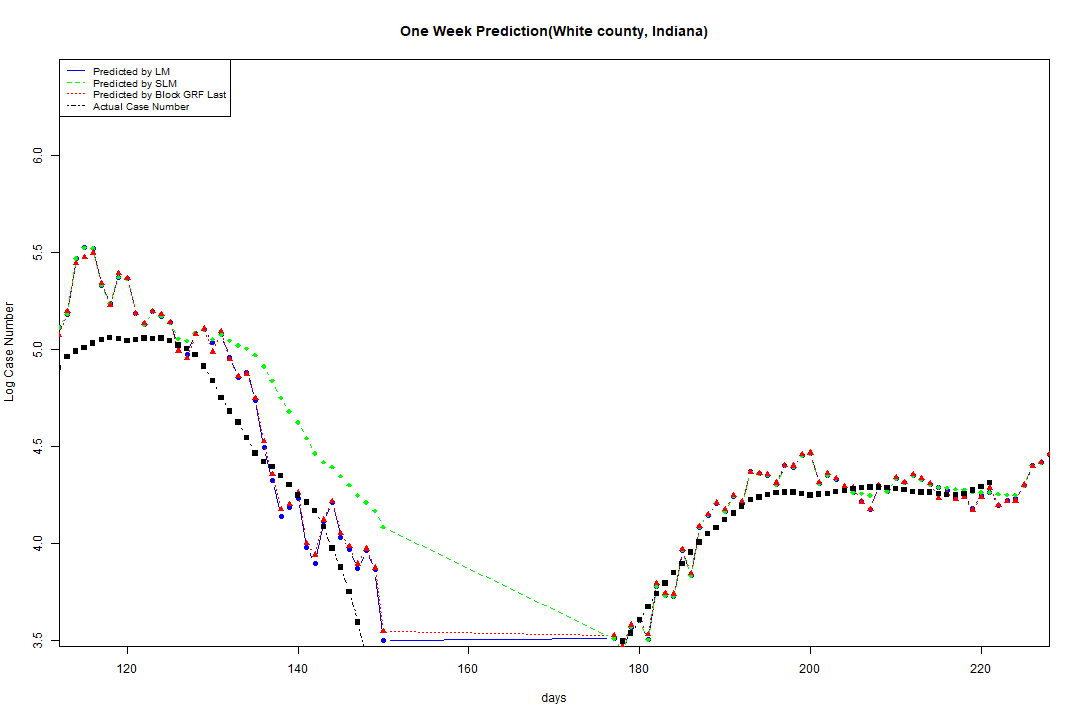 One Week Prediction(White county, Indiana)
Predicted by LM
Predicted by SLM
Predicted by Block GRF Last
Actual Case Number
Log Case Number
6.0
5.5
5.0
4.5
4.0
3.5
120 140 160 180 200 220
days